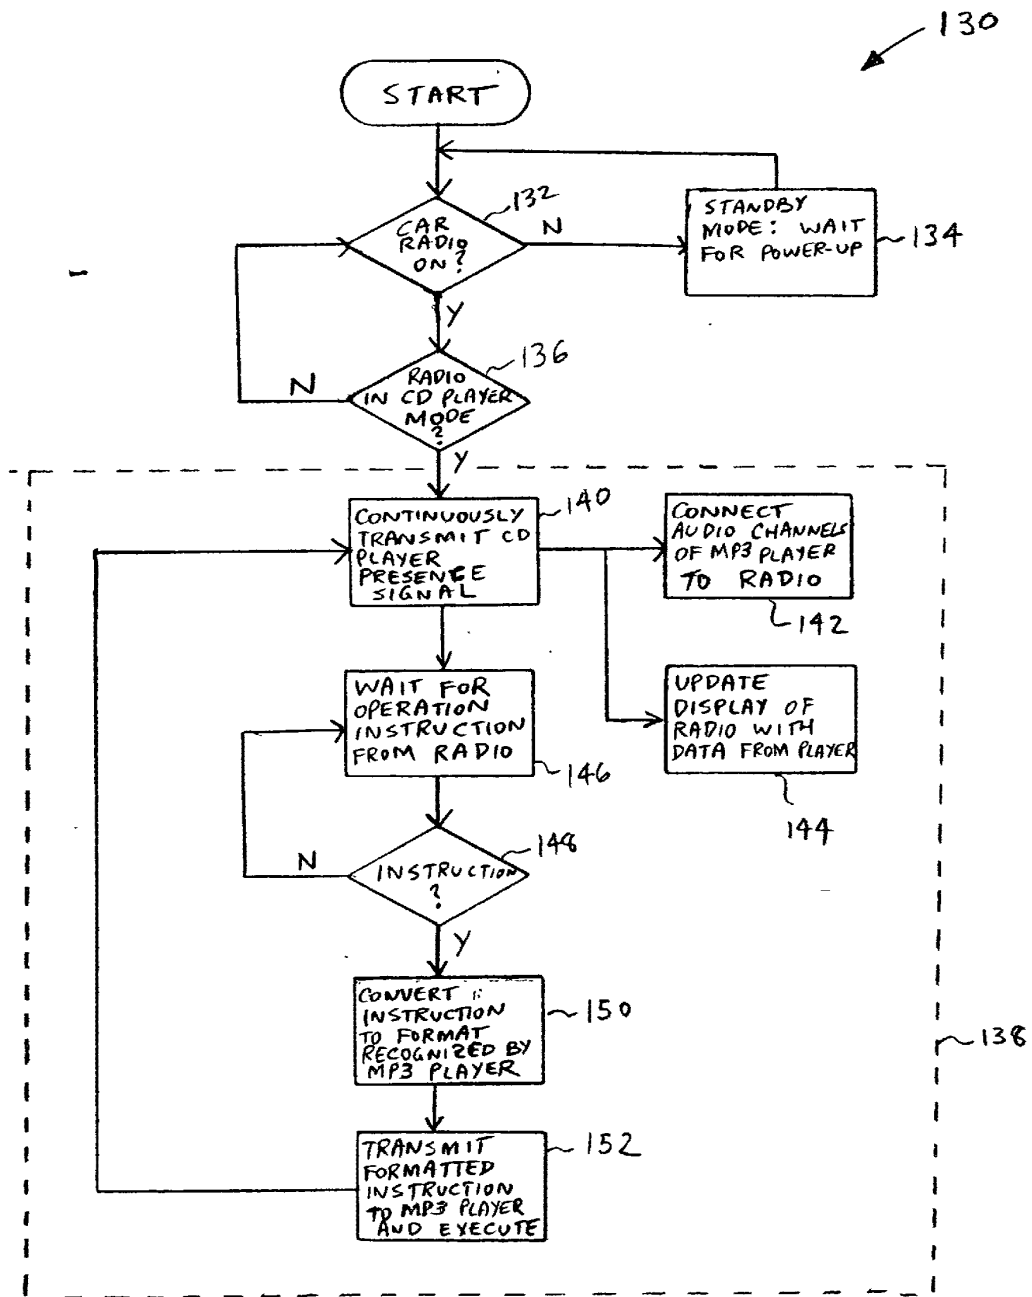 130
START
132
CAR
RADIO
ON?
N
STANDBY
MODE: WAIT
FOR POWER-UP
134
Y
136
RADIO
IN CD PLAYER
MODE
?
N
Y
140
CONTINUOUSLY
TRANSMIT CD
PLAYER
PRESENCE
SIGNAL
CONNECT
AUDIO CHANNELS
OF MP3 PLAYER
TO RADIO
142
WAIT FOR
OPERATION
INSTRUCTION
FROM RADIO
146
UPDATE
DISPLAY OF
RADIO WITH
DATA FROM PLAYER
144
148
INSTRUCTION
?
N
Y
CONVERT
INSTRUCTION
TO FORMAT
RECOGNIZED BY
MP3 PLAYER
150
138
TRANSMIT
FORMATTED
INSTRUCTION
TO MP3 PLAYER
AND EXECUTE
152